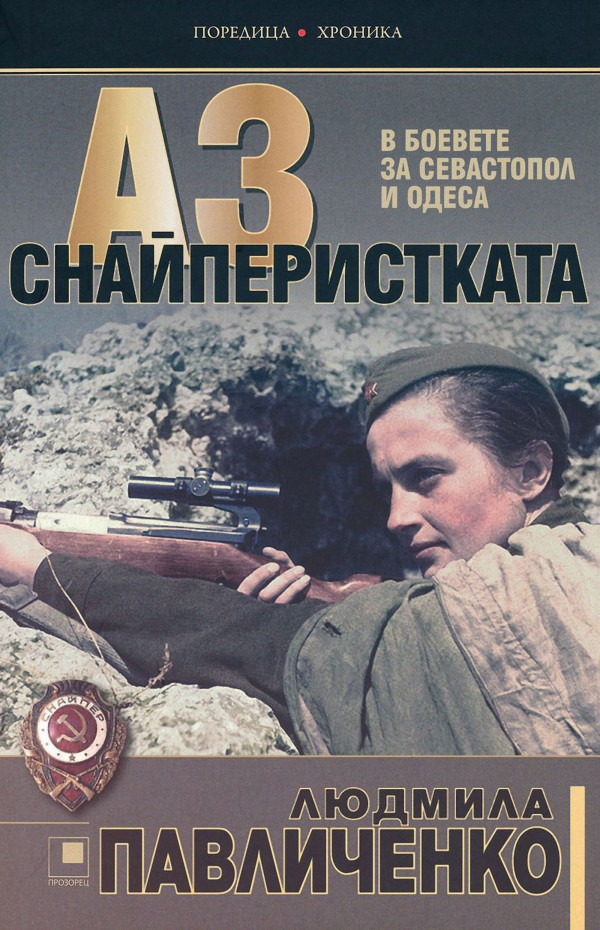 ПОРЕДИЦА • ХРОНИКА
АЗ
В БОЕВЕТЕ
ЗА СЕВАСТОПОЛ
И ОДЕСА
СНАЙПЕРИСТКАТА
СНАЙПЕР
ЛЮДМИЛА
ПАВЛИЧЕНКО
ПРОЗОРЕЦ